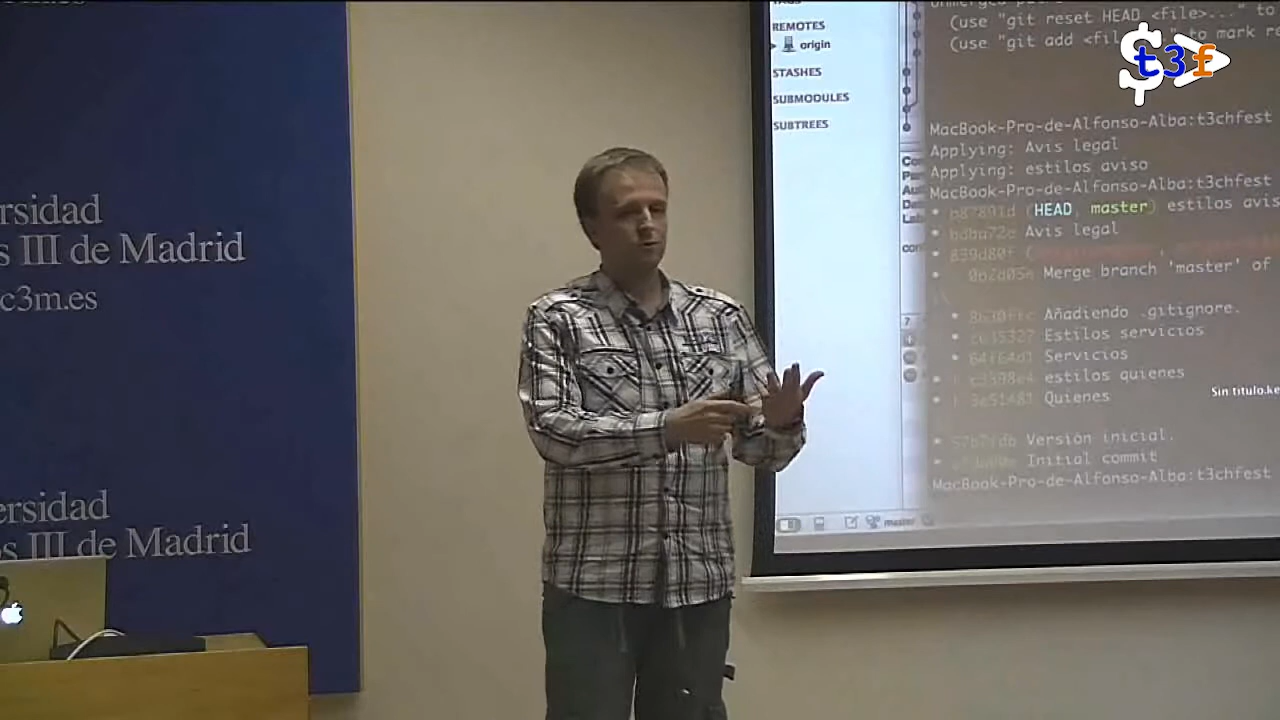 rsidad
s III de Madrid
c3m.es
ersidad
os III de Madrid
REMOTES
origin
STASHES
SUBMODULES
SUBTREES
master
(use "git reset HEAD <file>..." to
(use "git add <fil to mark
$t3f
MacBook-Pro-de-Alfonso-Alba:t3chfest
Applying: Avis legal
Applying: estilos aviso
MacBook-Pro-de-Alfonso-Alba:t3chfest
(HEAD, master) estilos avis
Avis legal
Merge branch 'master' of
Añadiendo .gitignore.
Estilos servicios
Servicios
estilos quienes
Quienes
Sin titulo.ke
Versión inicial.
Initial commit
MacBook-Pro-de-Alfonso-Alba:t3chfest